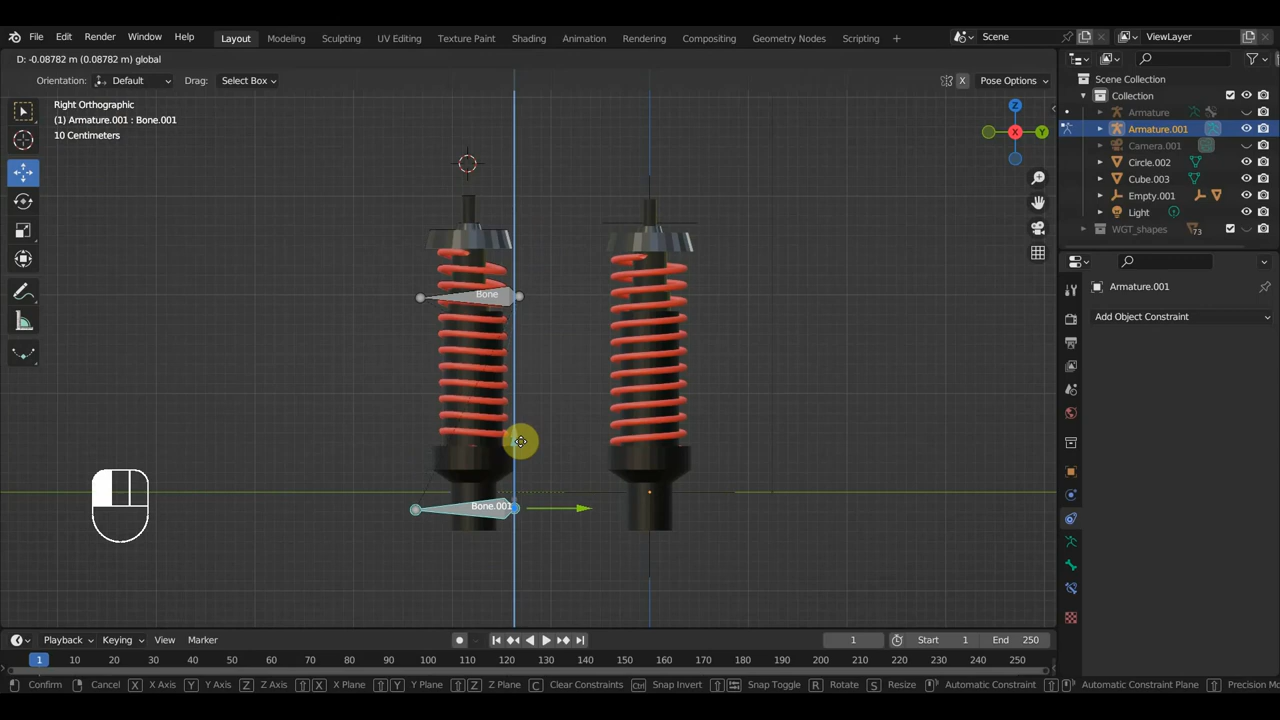 File Edit Render Window Help Layout Modeling Sculpting UV Editing Texture Paint Shading Animation Rendering Compositing Geometry Nodes Scripting + Scene ViewLayer
D: -0.08782 m (0.08782 m) global
Orientation: Default Drag: Select Box X Pose Options
Scene Collection
Collection
Armature
Armature.001
Camera.001
Circle.002
Cube.003
Empty.001
Light
WGT_shapes 73
Right Orthographic
(1) Armature.001 : Bone.001
10 Centimeters
Z
Y
X
Armature.001
Add Object Constraint
Bone
Bone.001
Playback Keying View Marker 1 Start 1 End 250
1 10 20 30 40 50 60 70 80 90 100 110 120 130 140 150 160 170 180 190 200 210 220 230 240 250
Confirm Cancel X X Axis Y Y Axis Z Z Axis X X Plane Y Y Plane Z Z Plane C Clear Constraints Ctrl Snap Invert Snap Toggle R Rotate S Resize Automatic Constraint Automatic Constraint Plane Precision Mod